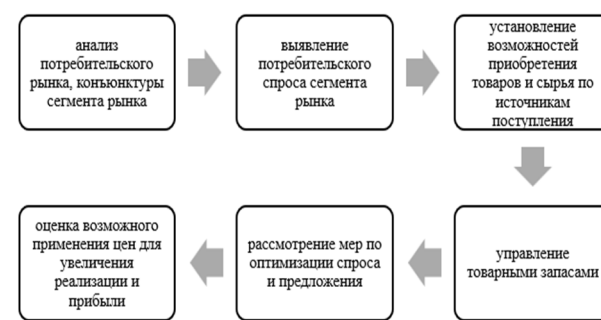 анализ
потребительского
рынка, конъюнктуры
сегмента рынка
выявление
потребительского
спроса сегмента
рынка
установление
возможностей
приобретения
товаров и сырья по
источникам
поступления
управление
товарными запасами
рассмотрение мер по
оптимизации спроса
и предложения
оценка возможного
применения цен для
увеличения
реализации и
прибыли